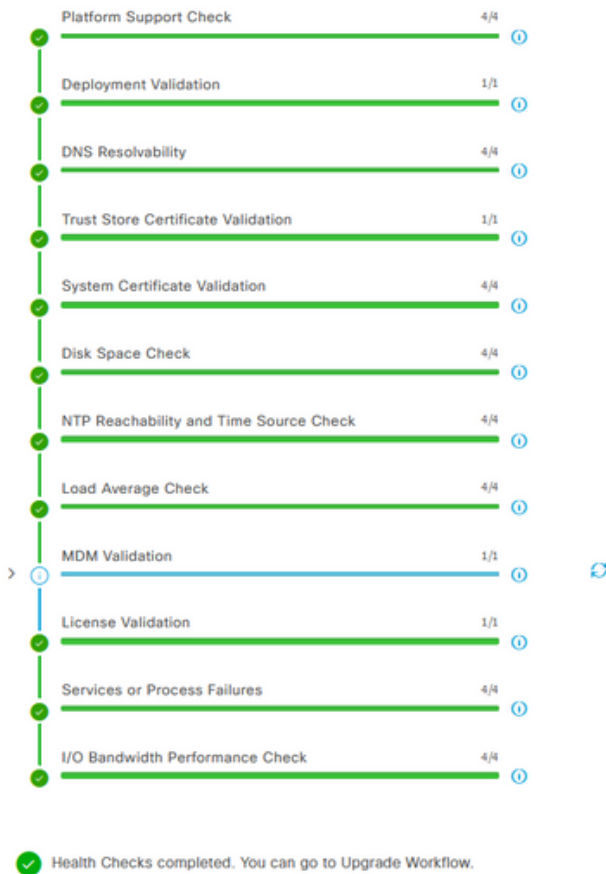 Platform Support Check 4/4
Deployment Validation 1/1
DNS Resolvability 4/4
Trust Store Certificate Validation 1/1
System Certificate Validation 4/4
Disk Space Check 4/4
NTP Reachability and Time Source Check 4/4
Load Average Check 4/4
MDM Validation 1/1
License Validation 1/1
Services or Process Failures 4/4
I/O Bandwidth Performance Check 4/4
Health Checks completed. You can go to Upgrade Workflow.